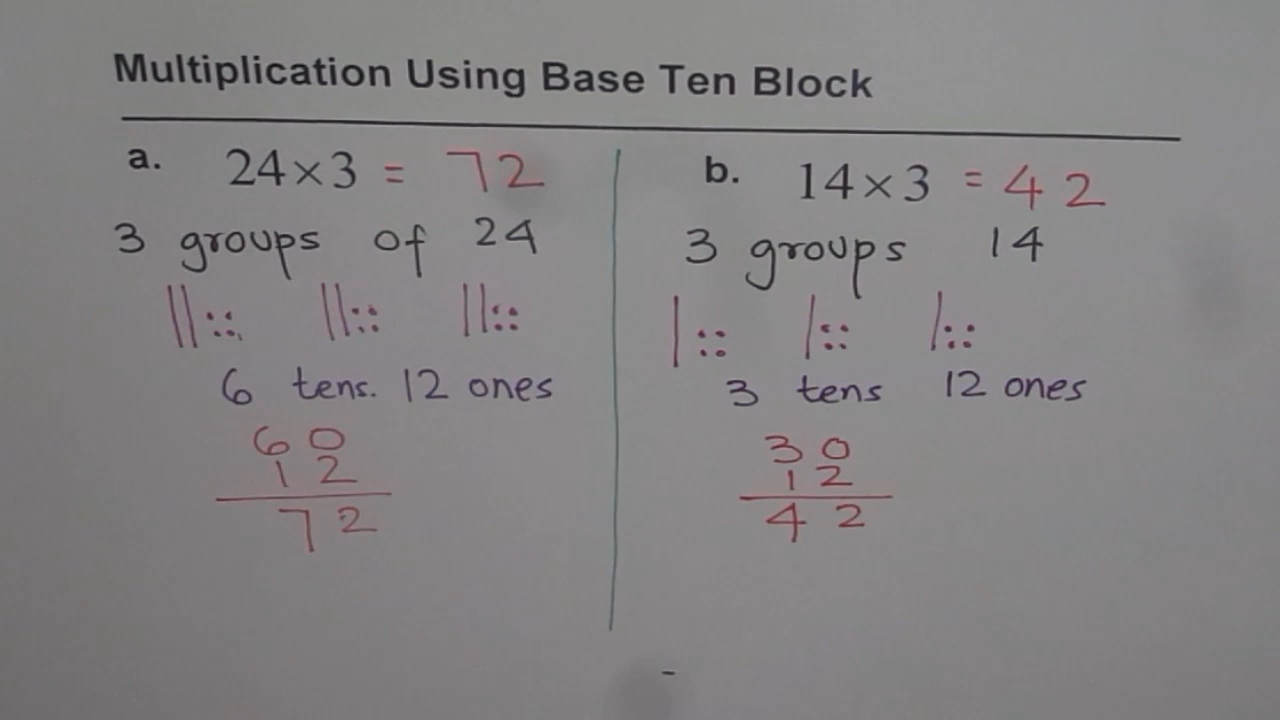 Multiplication Using Base Ten Block
a. 24×3 = 72
3 groups of 24
6 tens. 12 ones
60
12
72
b. 14×3 = 42
3 groups 14
3 tens 12 ones
30
12
42